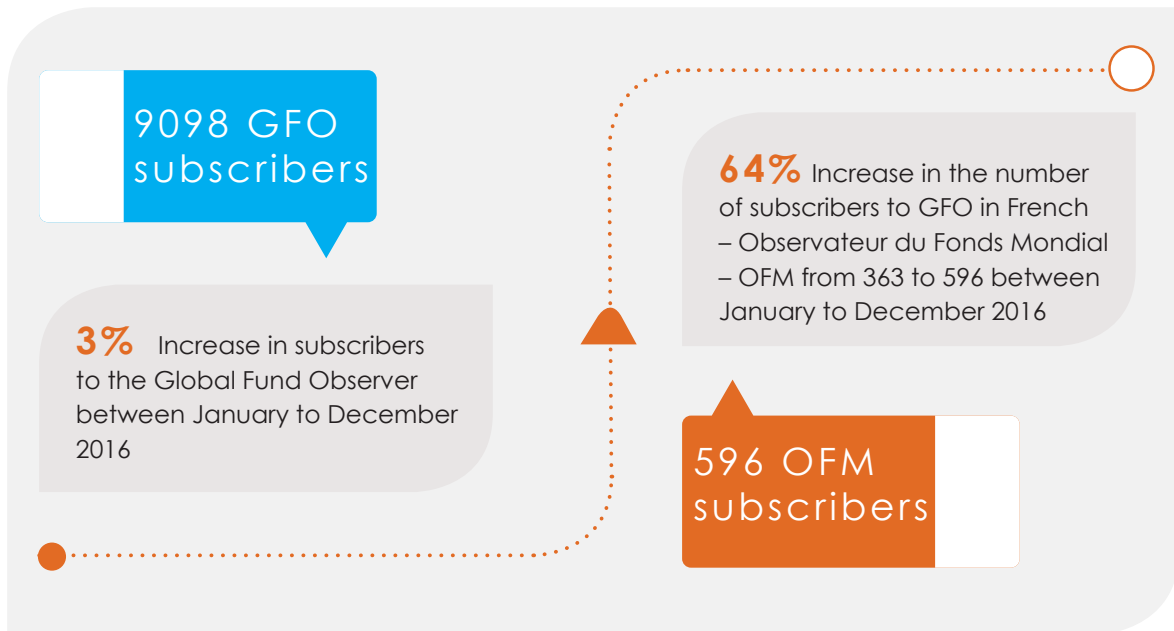 9098 GFO
subscribers
3% Increase in subscribers
to the Global Fund Observer
between January to December
2016
64% Increase in the number
of subscribers to GFO in French
– Observateur du Fonds Mondial
– OFM from 363 to 596 between
January to December 2016
596 OFM
subscribers